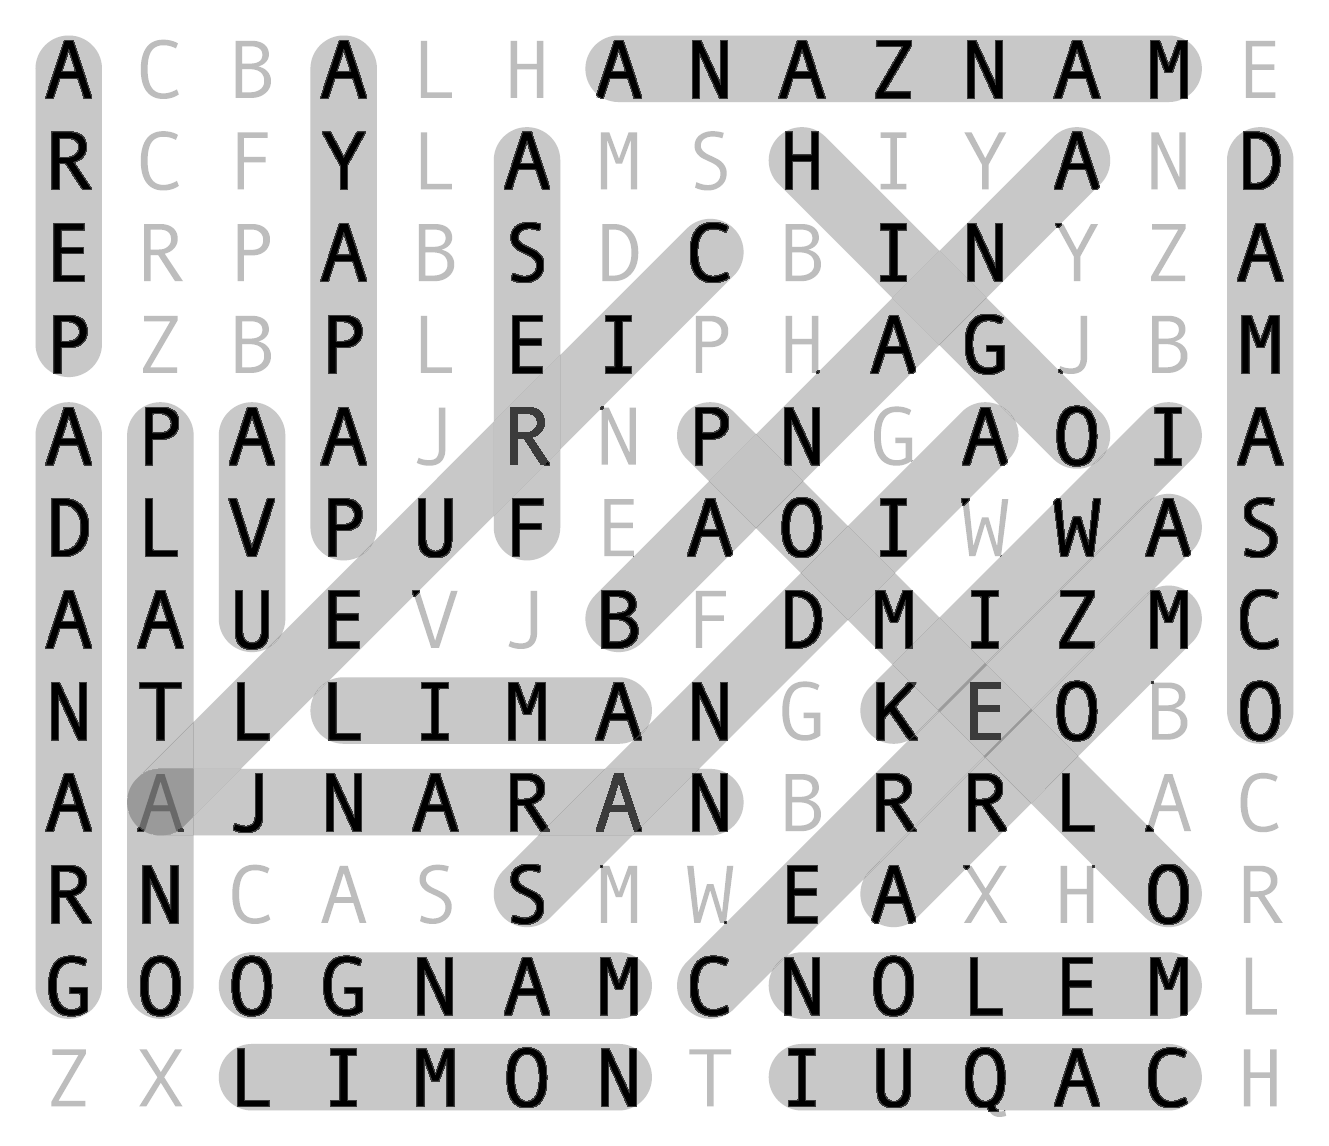 A C B A L H A N A Z N A M E
R C F Y L A M S H I Y A N D
E R P A B S D C B I N Y Z A
P Z B P L E I P H A G J B M
A P A A J R N P N G A O I A
D L V P U F E A O I W W A S
A A U E V J B F D M I Z M C
N T L L I M A N G K E O B O
A A J N A R A N B R R L A C
R N C A S S M W E A X H O R
G O O G N A M C N O L E M L
Z X L I M O N T I U Q A C H